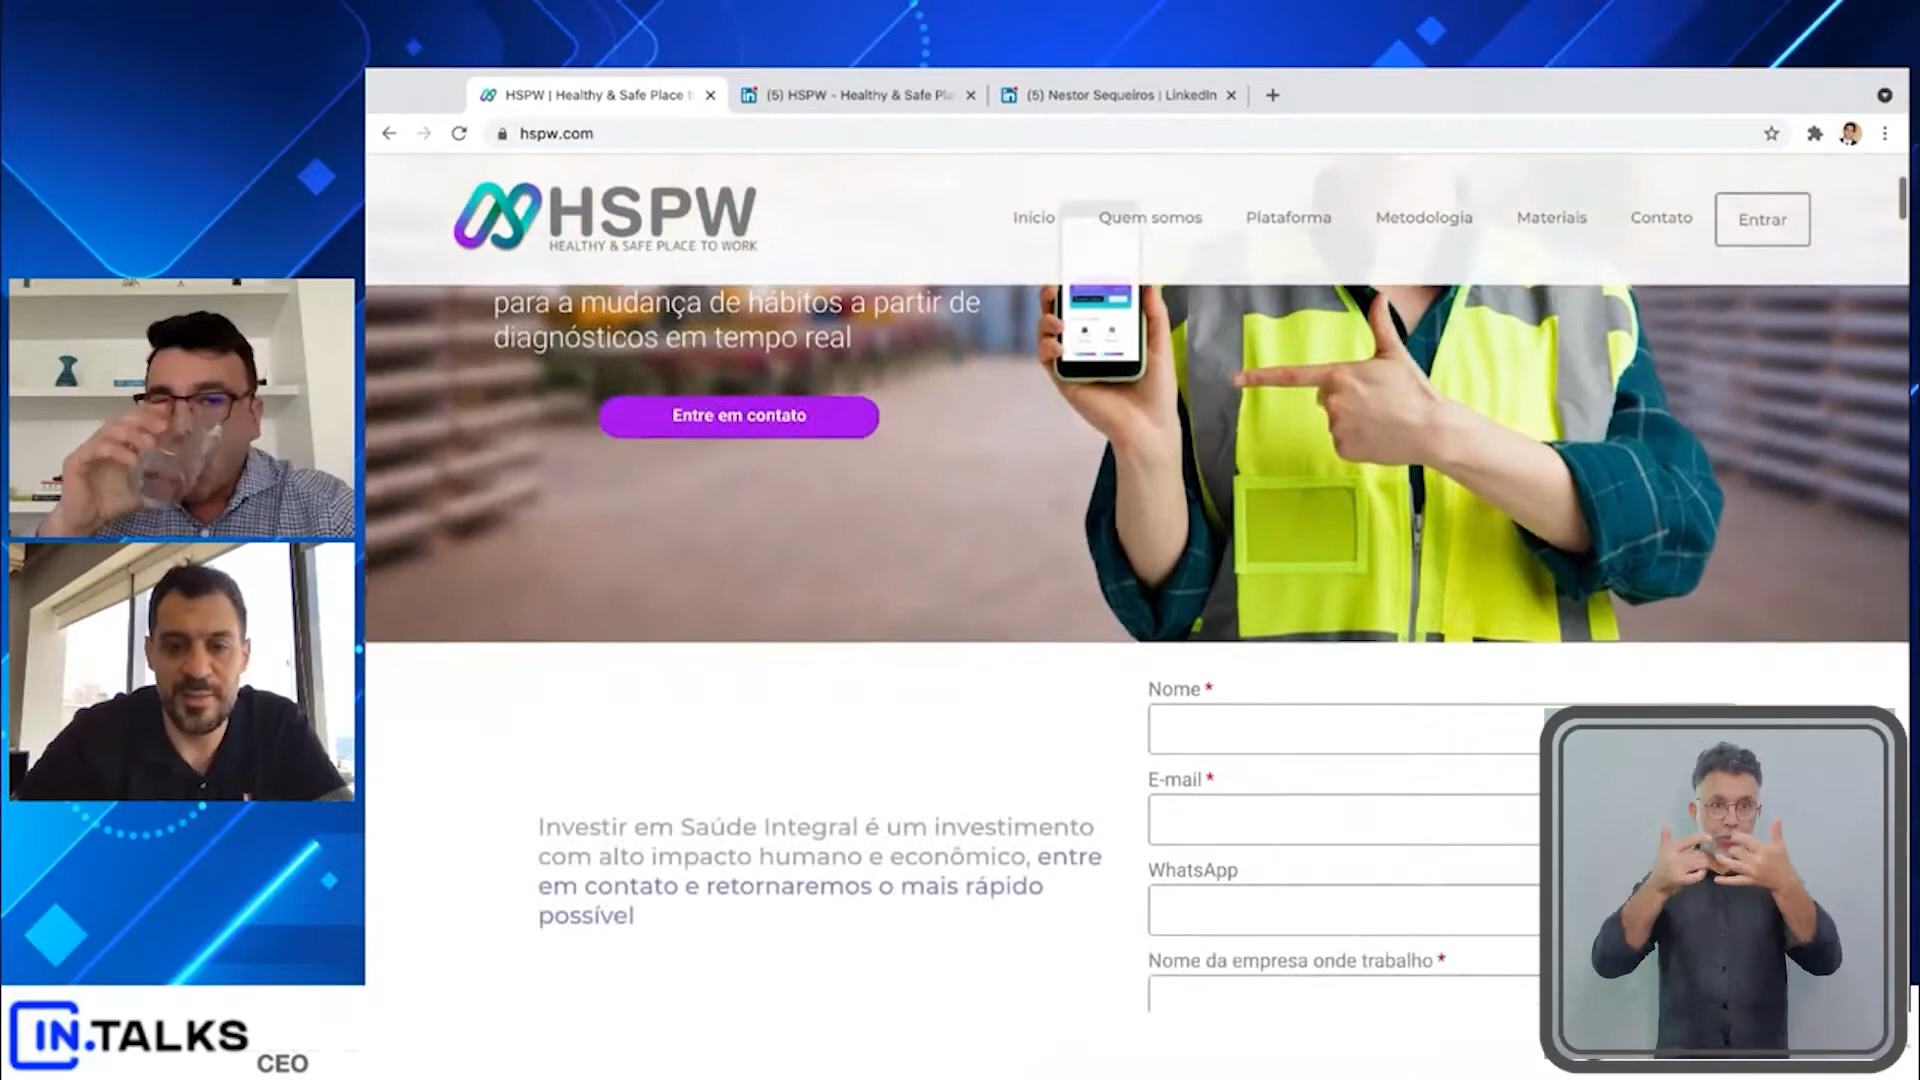 HSPW | Healthy & Safe Place t
(5) HSPW - Healthy & Safe Pla
(5) Nestor Sequeiros | LinkedIn
hspw.com
HSPW
HEALTHY & SAFE PLACE TO WORK
Início
Quem somos
Plataforma
Metodologia
Materiais
Contato
Entrar
para a mudança de hábitos a partir de
diagnósticos em tempo real
Entre em contato
Investir em Saúde Integral é um investimento
com alto impacto humano e econômico, entre
em contato e retornaremos o mais rápido
possível
Nome *
E-mail *
WhatsApp
Nome da empresa onde trabalho *
IN.TALKS
CEO